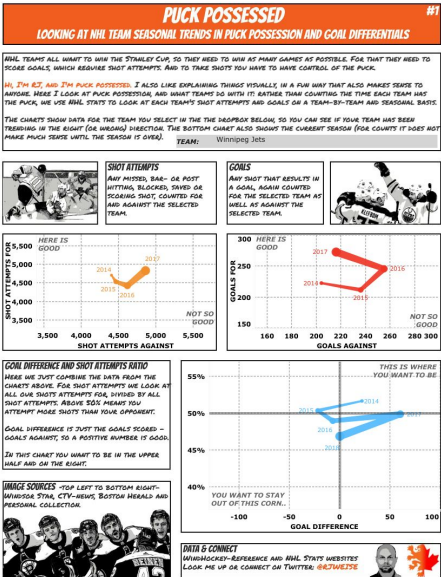 PUCK POSSESSED
#1
LOOKING AT NHL TEAM SEASONAL TRENDS IN PUCK POSSESSION AND GOAL DIFFERENTIALS
NHL TEAMS ALL WANT TO WIN THE STANLEY CUP, SO THEY NEED TO WIN AS MANY GAMES AS POSSIBLE. FOR THAT THEY NEED TO
SCORE GOALS, WHICH REQUIRE SHOT ATTEMPTS. AND TO TAKE SHOTS YOU HAVE TO HAVE CONTROL OF THE PUCK.
HI, I'M RJ, AND I'M PUCK POSSESSED. I ALSO LIKE EXPLAINING THINGS VISUALLY, IN A FUN WAY THAT ALSO MAKES SENSE TO
ANYONE. HERE I LOOK AT PUCK POSSESSION, AND WHAT TEAMS DO WITH IT: RATHER THAN COUNTING THE TIME EACH TEAM HAS
THE PUCK, WE USE NHL STATS TO LOOK AT EACH TEAM'S SHOT ATTEMPTS AND GOALS ON A TEAM-BY-TEAM AND SEASONAL BASIS.
THE CHARTS SHOW DATA FOR THE TEAM YOU SELECT IN THE THE DROPBOX BELOW, SO YOU CAN SEE IF YOUR TEAM HAS BEEN
TRENDING IN THE RIGHT (OR WRONG) DIRECTION. THE BOTTOM CHART ALSO SHOWS THE CURRENT SEASON (FOR COUNTS IT DOES NOT
MAKE MUCH SENSE UNTIL THE SEASON IS OVER).
TEAM: Winnipeg Jets
SHOT ATTEMPTS
ANY MISSED, BAR- OR POST
HITTING, BLOCKED, SAVED OR
SCORING SHOT, COUNTED FOR
AND AGAINST THE SELECTED
TEAM.
GOALS
ANY SHOT THAT RESULTS IN
A GOAL, AGAIN COUNTED
FOR THE SELECTED TEAM AS
WELL AS AGAINST THE
SELECTED TEAM.
SHOT ATTEMPTS FOR
5,500
5,000
4,500
4,000
3,500
HERE IS
GOOD
2017
2014
2015
2016
NOT SO
GOOD
3,500 4,000 4,500 5,000 5,500
SHOT ATTEMPTS AGAINST
GOALS FOR
300
250
200
150
HERE IS
GOOD
2017
2016
2014
2015
NOT SO
GOOD
160 180 200 220 240 260 280 300
GOALS AGAINST
GOAL DIFFERENCE AND SHOT ATTEMPTS RATIO
HERE WE JUST COMBINE THE DATA FROM THE
CHARTS ABOVE. FOR SHOT ATTEMPTS WE LOOK AT
ALL OUR SHOTS ATTEMPTS FOR, DIVIDED BY ALL
SHOT ATTEMPTS. ABOVE 50% MEANS YOU
ATTEMPT MORE SHOTS THAN YOUR OPPONENT.
GOAL DIFFERENCE IS JUST THE GOALS SCORED -
GOALS AGAINST, SO A POSITIVE NUMBER IS GOOD.
IN THIS CHART YOU WANT TO BE IN THE UPPER
HALF AND ON THE RIGHT.
55%
50%
45%
40%
THIS IS WHERE
YOU WANT TO BE
2014
2015
2017
2016
YOU WANT TO STAY
OUT OF THIS CORN..
-100 -50 0 50 100
GOAL DIFFERENCE
IMAGE SOURCES -TOP LEFT TO BOTTOM RIGHT-
WINDSOR STAR, CTV-NEWS, BOSTON HERALD AND
PERSONAL COLLECTION.
DATA & CONNECT
WINDHOCKEY-REFERENCE AND NHL STATS WEBSITES
LOOK ME UP OR CONNECT ON TWITTER: @RJWEISE